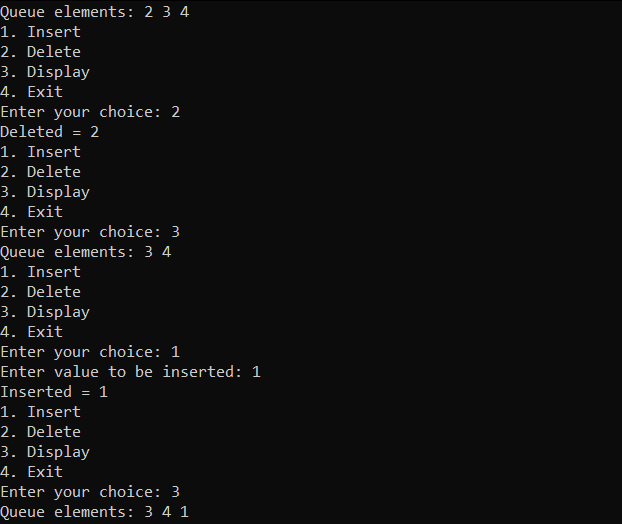 Queue elements: 2 3 4
1. Insert
2. Delete
3. Display
4. Exit
Enter your choice: 2
Deleted = 2
1. Insert
2. Delete
3. Display
4. Exit
Enter your choice: 3
Queue elements: 3 4
1. Insert
2. Delete
3. Display
4. Exit
Enter your choice: 1
Enter value to be inserted: 1
Inserted = 1
1. Insert
2. Delete
3. Display
4. Exit
Enter your choice: 3
Queue elements: 3 4 1